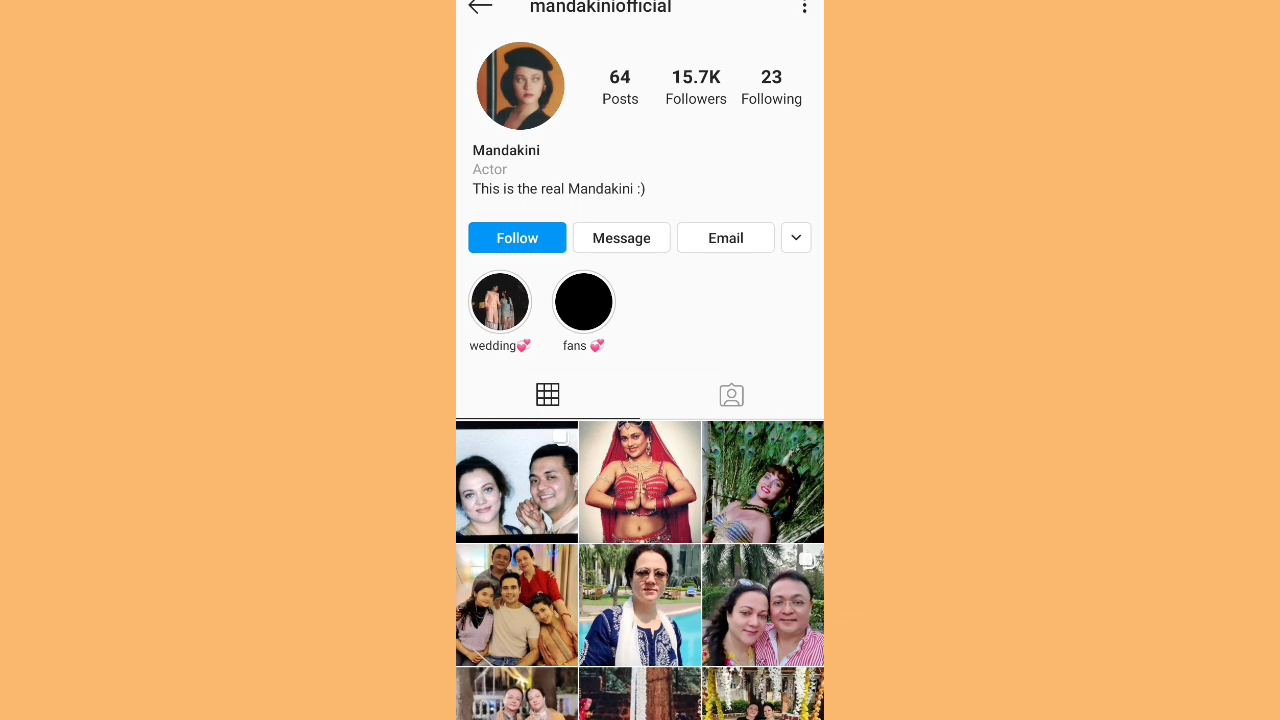 mandakiniofficial
64 15.7K 23
Posts Followers Following
Mandakini
Actor
This is the real Mandakini :)
Follow Message Email
wedding💞 fans 💞